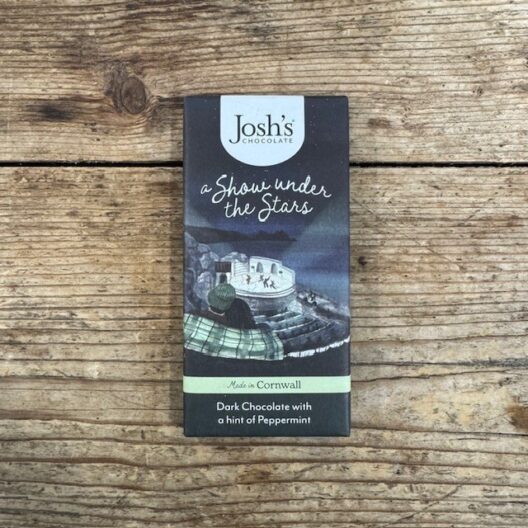 Josh's
CHOCOLATE
a Show under
the Stars
Made in Cornwall
Dark Chocolate with
a hint of Peppermint